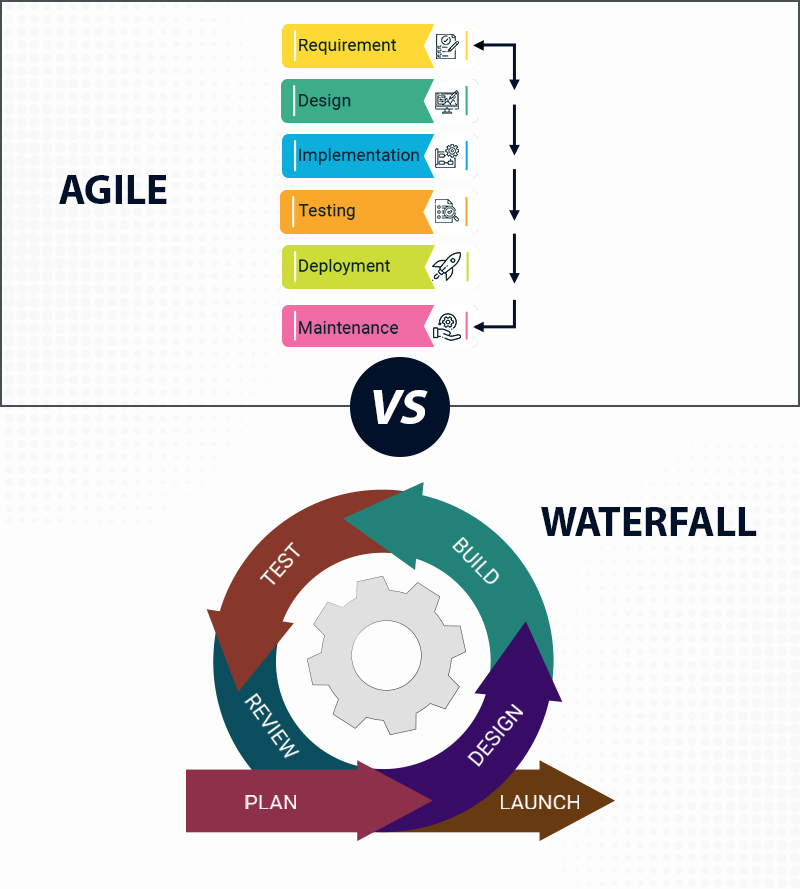 Requirement
Design
Implementation
Testing
Deployment
Maintenance
AGILE
VS
WATERFALL
BUILD
TEST
REVIEW
DESIGN
PLAN
LAUNCH